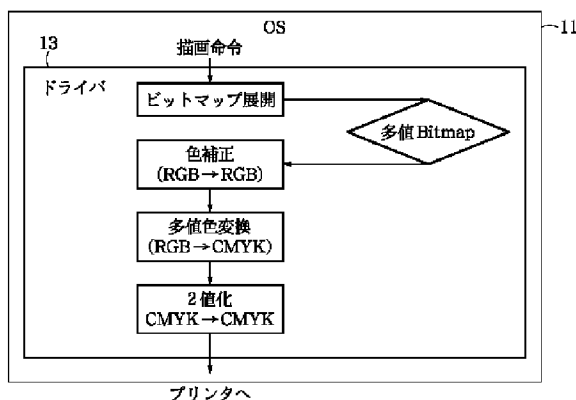 OS
11
13
描画命令
ドライバ
ビットマップ展開
多値Bitmap
色補正
(RGB→RGB)
多値色変換
(RGB→CMYK)
2値化
CMYK→CMYK
プリンタへ